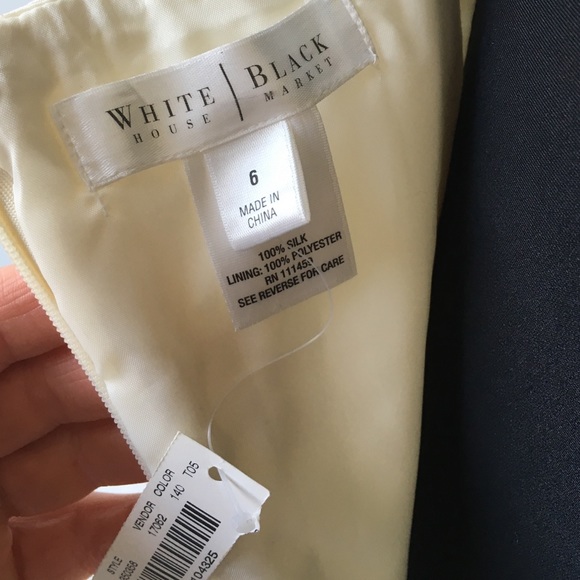 WHITE | BLACK
HOUSE MARKET
6
MADE IN
CHINA
100% SILK
LINING: 100% POLYESTER
RN 111453
SEE REVERSE FOR CARE
VENDOR COLOR
17062 140 T05
STYLE